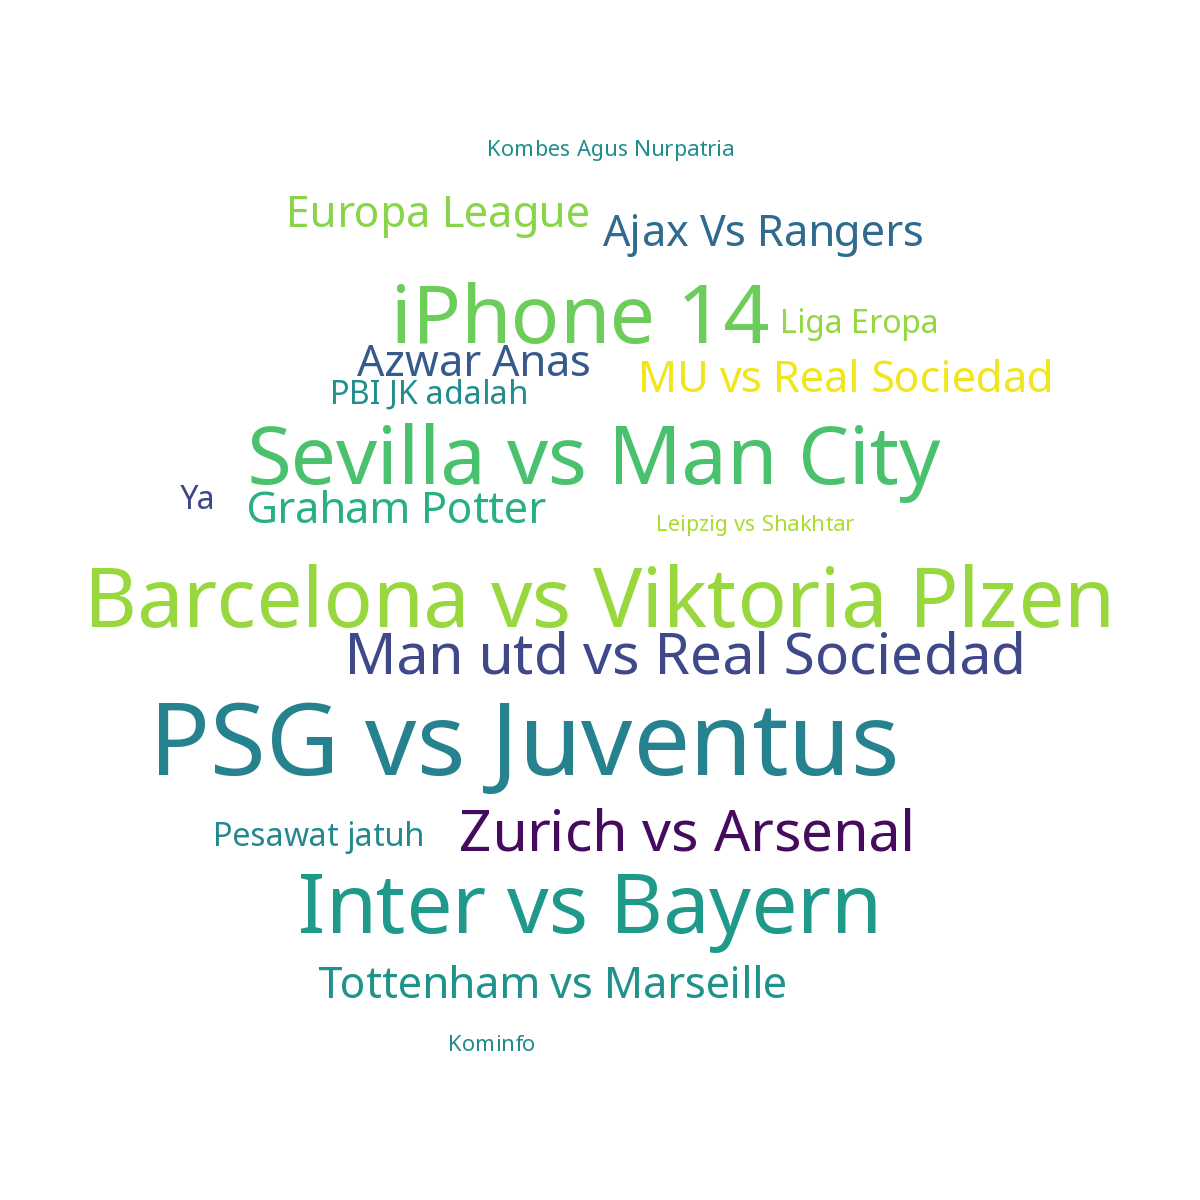 Kombes Agus Nurpatria
Europa League
Ajax Vs Rangers
iPhone 14
Liga Eropa
Azwar Anas
MU vs Real Sociedad
PBI JK adalah
Sevilla vs Man City
Ya
Graham Potter
Leipzig vs Shakhtar
Barcelona vs Viktoria Plzen
Man utd vs Real Sociedad
PSG vs Juventus
Pesawat jatuh
Zurich vs Arsenal
Inter vs Bayern
Tottenham vs Marseille
Kominfo